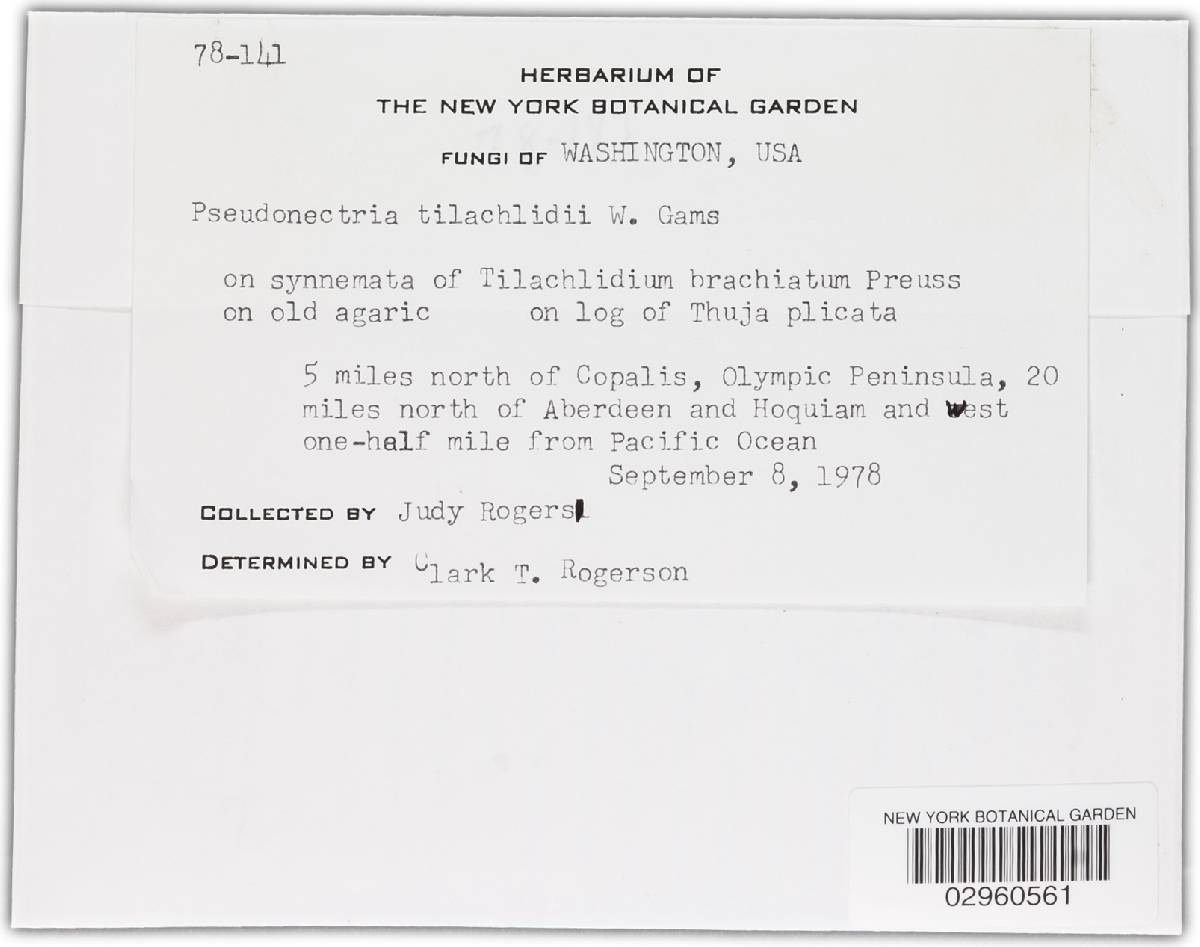 78-141
HERBARIUM OF
THE NEW YORK BOTANICAL GARDEN
FUNGI OF WASHINGTON, USA
Pseudonectria tilachlidii W. Gams
on synnemata of Tilachlidium brachiatum Preuss
on old agaric on log of Thuja plicata
5 miles north of Copalis, Olympic Peninsula, 20
miles north of Aberdeen and Hoquiam and West
one-half mile from Pacific Ocean
September 8, 1978
COLLECTED BY Judy Rogers
DETERMINED BY Clark T. Rogerson
NEW YORK BOTANICAL GARDEN
02960561